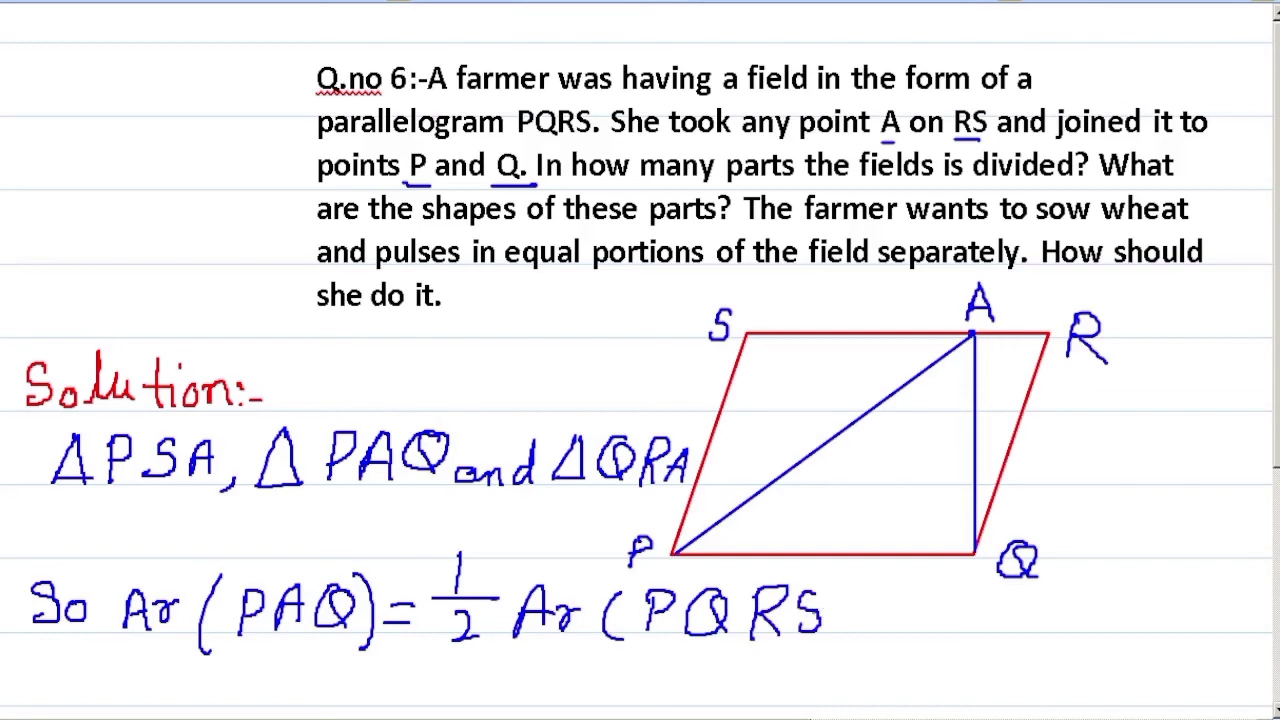 Q.no 6:-A farmer was having a field in the form of a
parallelogram PQRS. She took any point A on RS and joined it to
points P and Q. In how many parts the fields is divided? What
are the shapes of these parts? The farmer wants to sow wheat
and pulses in equal portions of the field separately. How should
she do it.
S
A
R
Solution:-
Δ PSA, Δ PAQ and Δ QRA
P
Q
So Ar (PAQ) = 1/2 Ar (PQRS